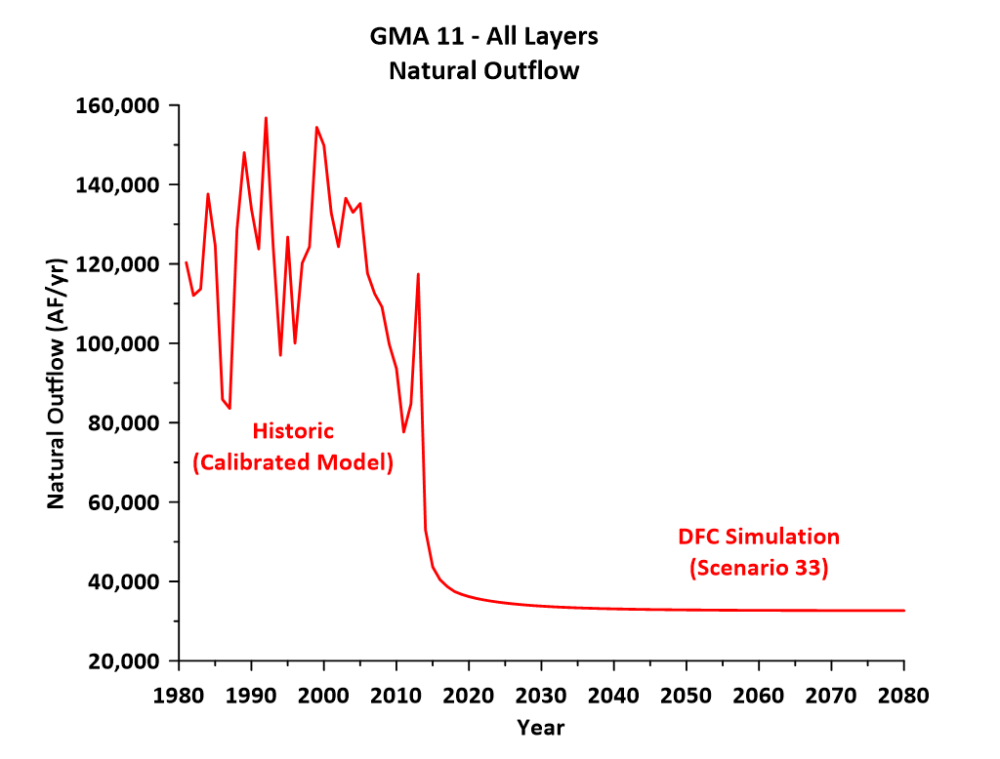 GMA 11 - All Layers
Natural Outflow
160,000
140,000
120,000
100,000
80,000
60,000
40,000
20,000
Natural Outflow (AF/yr)
Historic
(Calibrated Model)
DFC Simulation
(Scenario 33)
1980 1990 2000 2010 2020 2030 2040 2050 2060 2070 2080
Year